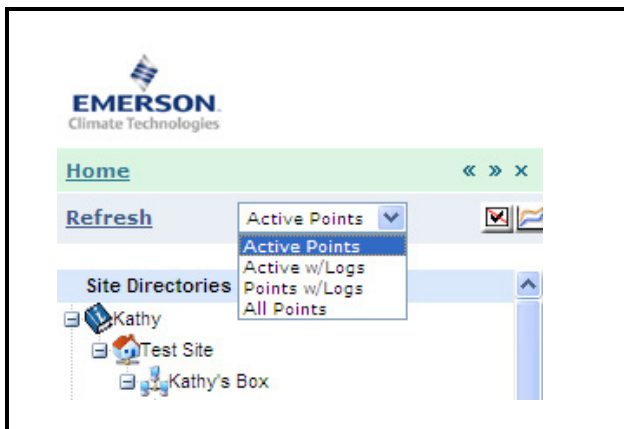 EMERSON.
Climate Technologies
Home « » x
Refresh Active Points
Active Points
Active w/Logs
Points w/Logs
All Points
Site Directories
Kathy
Test Site
Kathy's Box